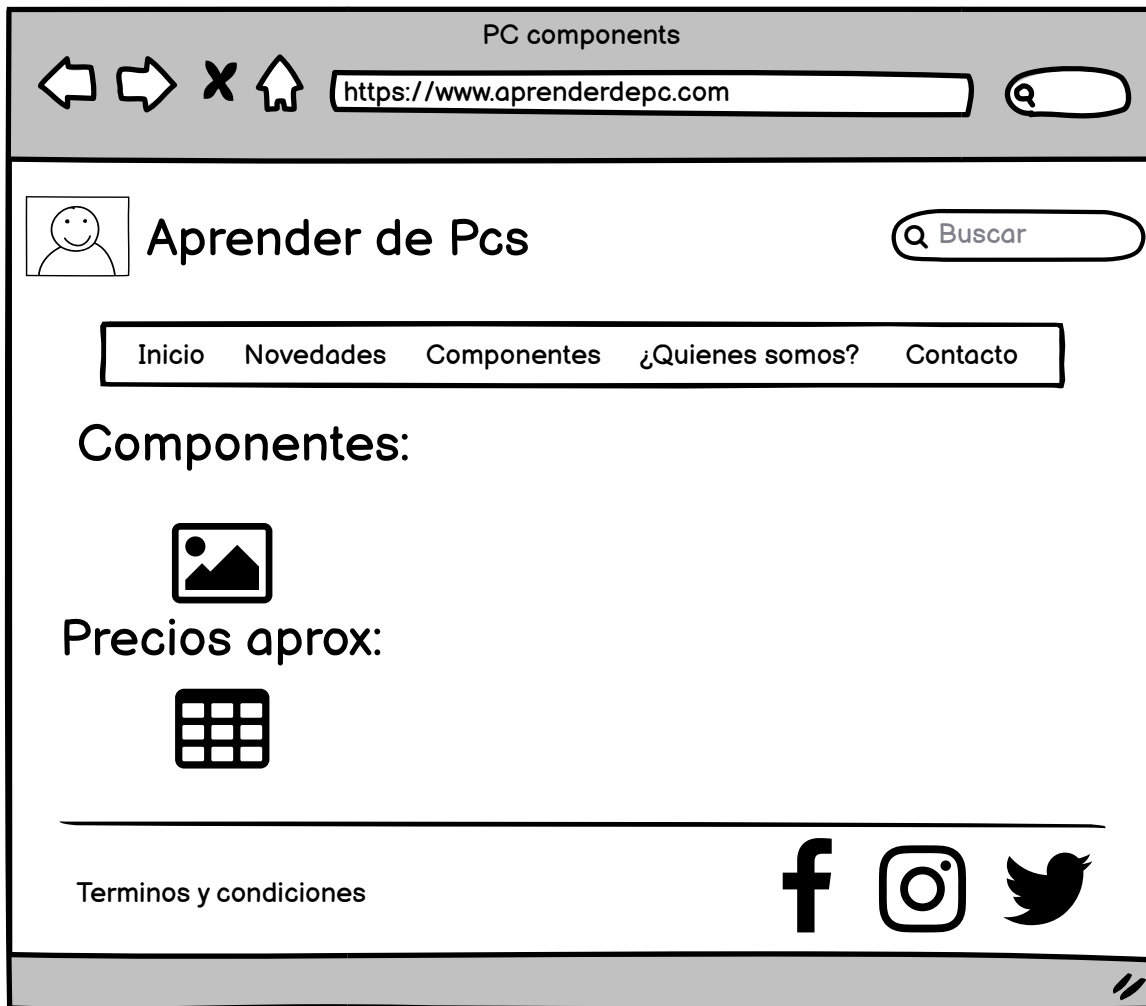 PC components
https://www.aprenderdepc.com
Aprender de Pcs
Buscar
Inicio Novedades Componentes ¿Quienes somos? Contacto
Componentes:
Precios aprox:
Terminos y condiciones